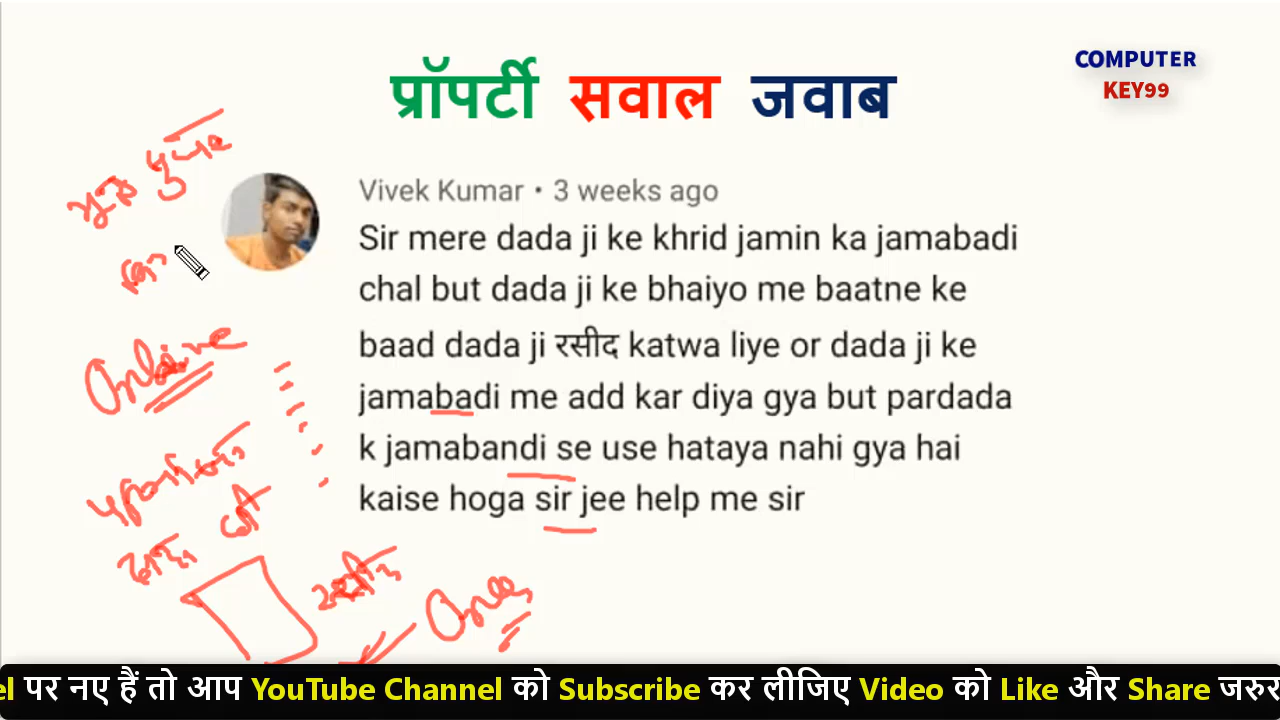 प्रॉपर्टी सवाल जवाब
COMPUTER
KEY99
Vivek Kumar • 3 weeks ago
Sir mere dada ji ke khrid jamin ka jamabadi
chal but dada ji ke bhaiyo me baatne ke
baad dada ji रसीद katwa liye or dada ji ke
jamabadi me add kar diya gya but pardada
k jamabandi se use hataya nahi gya hai
kaise hoga sir jee help me sir
Online
el पर नए हैं तो आप YouTube Channel को Subscribe कर लीजिए Video को Like और Share जरुर